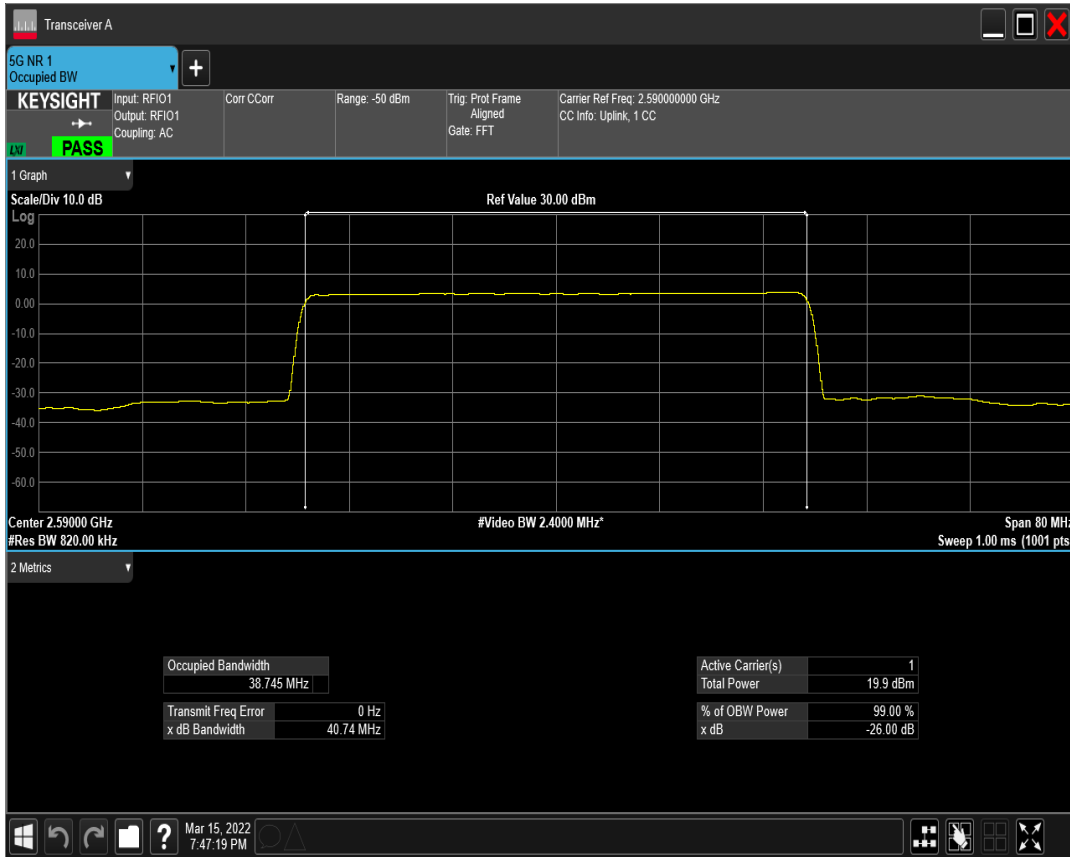 Transceiver A
5G NR 1
Occupied BW
KEYSIGHT
LXI
PASS
Input: RFIO1
Output: RFIO1
Coupling: AC
Corr CCorr
Range: -50 dBm
Trig: Prot Frame
Aligned
Gate: FFT
Carrier Ref Freq: 2.590000000 GHz
CC Info: Uplink, 1 CC
1 Graph
Scale/Div 10.0 dB
Ref Value 30.00 dBm
Log
20.0
10.0
0.00
-10.0
-20.0
-30.0
-40.0
-50.0
-60.0
Center 2.59000 GHz
#Video BW 2.4000 MHz*
Span 80 MHz
#Res BW 820.00 kHz
Sweep 1.00 ms (1001 pts
2 Metrics
Occupied Bandwidth
38.745 MHz
Transmit Freq Error 0 Hz
x dB Bandwidth 40.74 MHz
Active Carrier(s) 1
Total Power 19.9 dBm
% of OBW Power 99.00 %
x dB -26.00 dB
?
Mar 15, 2022
7:47:19 PM